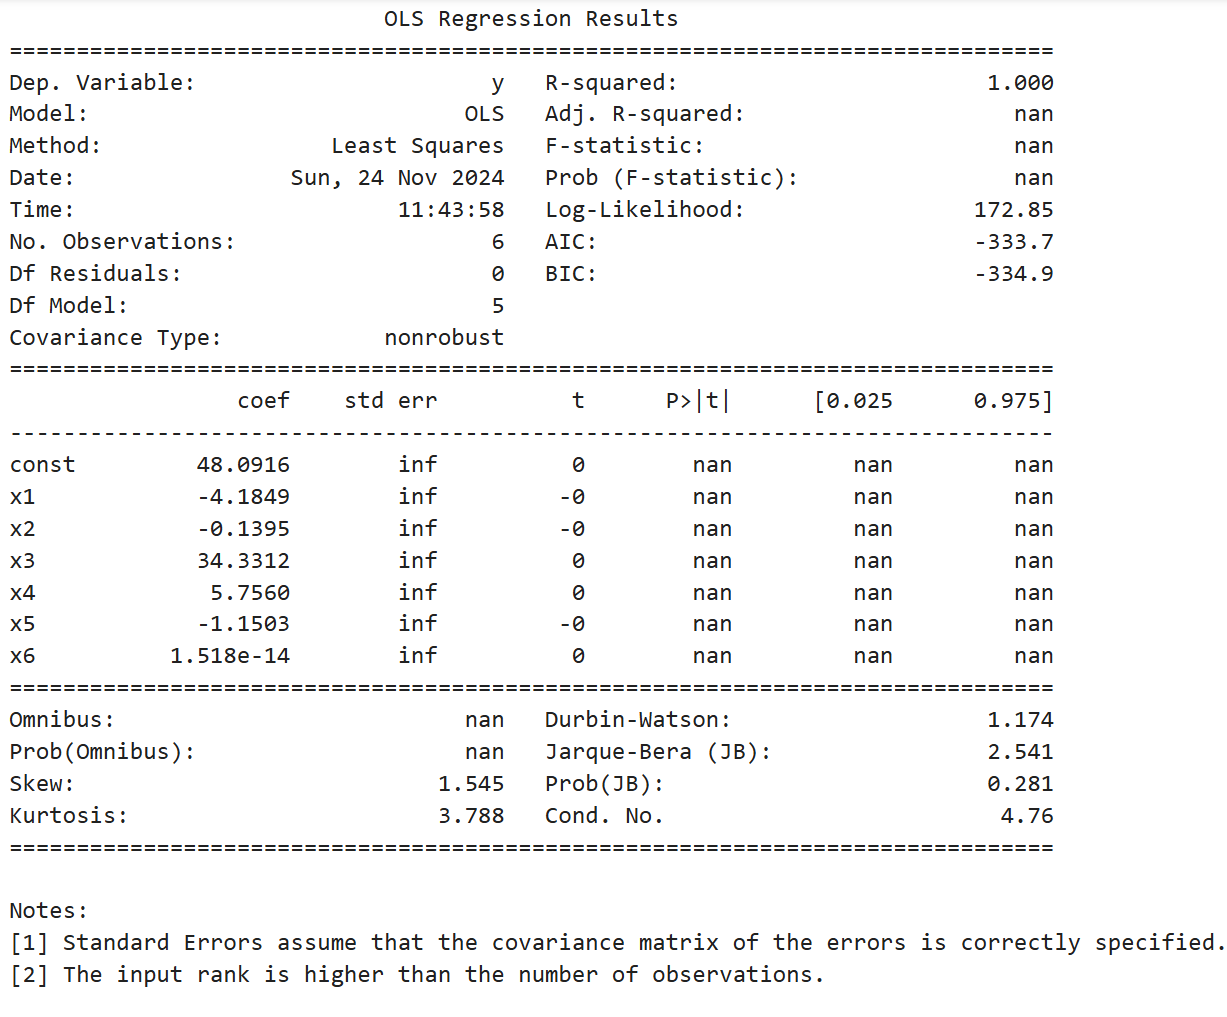 OLS Regression Results
==============================================================================
Dep. Variable:                      y   R-squared:                       1.000
Model:                            OLS   Adj. R-squared:                    nan
Method:                 Least Squares   F-statistic:                       nan
Date:                Sun, 24 Nov 2024   Prob (F-statistic):                nan
Time:                        11:43:58   Log-Likelihood:                 172.85
No. Observations:                   6   AIC:                            -333.7
Df Residuals:                       0   BIC:                            -334.9
Df Model:                           5
Covariance Type:            nonrobust
==============================================================================
                 coef    std err          t      P>|t|      [0.025      0.975]
------------------------------------------------------------------------------
const         48.0916        inf          0        nan         nan         nan
x1            -4.1849        inf         -0        nan         nan         nan
x2            -0.1395        inf         -0        nan         nan         nan
x3            34.3312        inf          0        nan         nan         nan
x4             5.7560        inf          0        nan         nan         nan
x5            -1.1503        inf         -0        nan         nan         nan
x6          1.518e-14        inf          0        nan         nan         nan
==============================================================================
Omnibus:                          nan   Durbin-Watson:                   1.174
Prob(Omnibus):                    nan   Jarque-Bera (JB):                2.541
Skew:                           1.545   Prob(JB):                        0.281
Kurtosis:                       3.788   Cond. No.                         4.76
==============================================================================
Notes:
[1] Standard Errors assume that the covariance matrix of the errors is correctly specified.
[2] The input rank is higher than the number of observations.